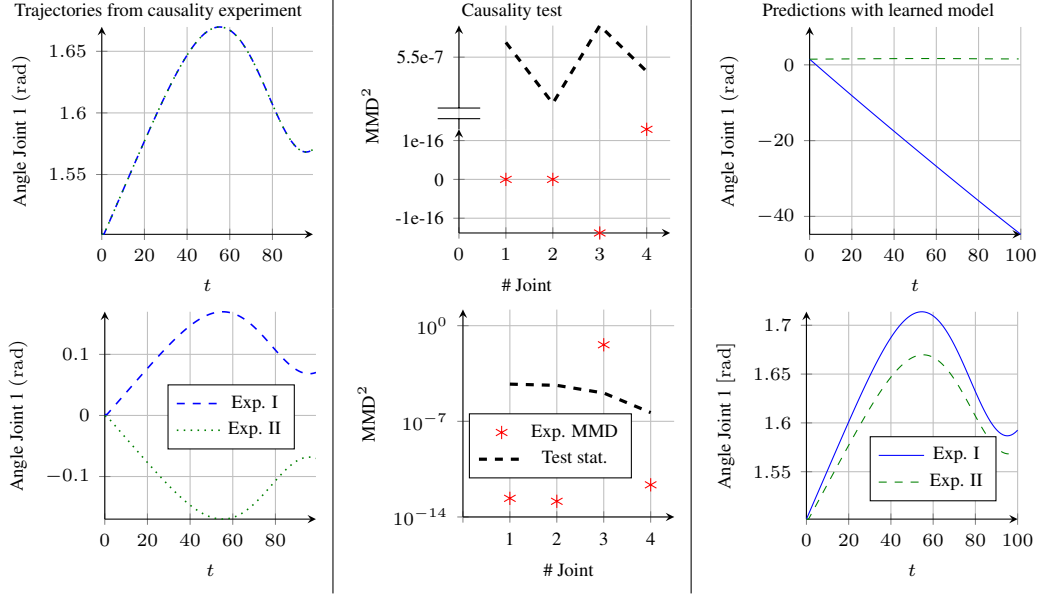 Trajectories from causality experiment
Angle Joint 1 (rad)
1.65
1.6
1.55
0 20 40 60 80
t
Causality test
MMD²
5.5e-7
1e-16
0
-1e-16
0 1 2 3 4
# Joint
Predictions with learned model
Angle Joint 1 (rad)
0
−20
−40
0 20 40 60 80 100
t
Angle Joint 1 (rad)
0.1
0
−0.1
Exp. I
Exp. II
0 20 40 60 80
t
MMD²
10⁰
10⁻⁷
10⁻¹⁴
Exp. MMD
Test stat.
1 2 3 4
# Joint
Angle Joint 1 [rad]
1.7
1.65
1.6
1.55
Exp. I
Exp. II
0 20 40 60 80 100
t